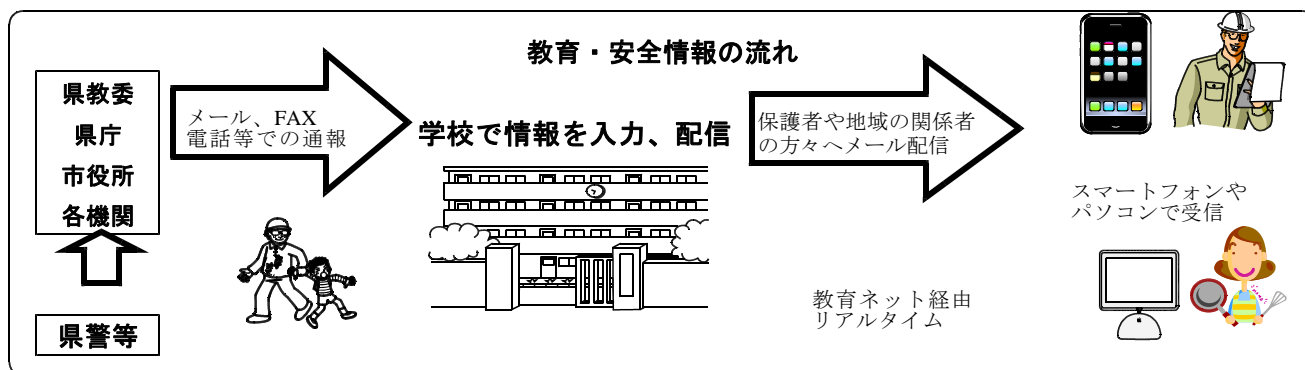 教育・安全情報の流れ
県教委
県庁
市役所
各機関
県警等
メール、FAX
電話等での通報
学校で情報を入力、配信
保護者や地域の関係者
の方々へメール配信
教育ネット経由
リアルタイム
スマートフォンや
パソコンで受信